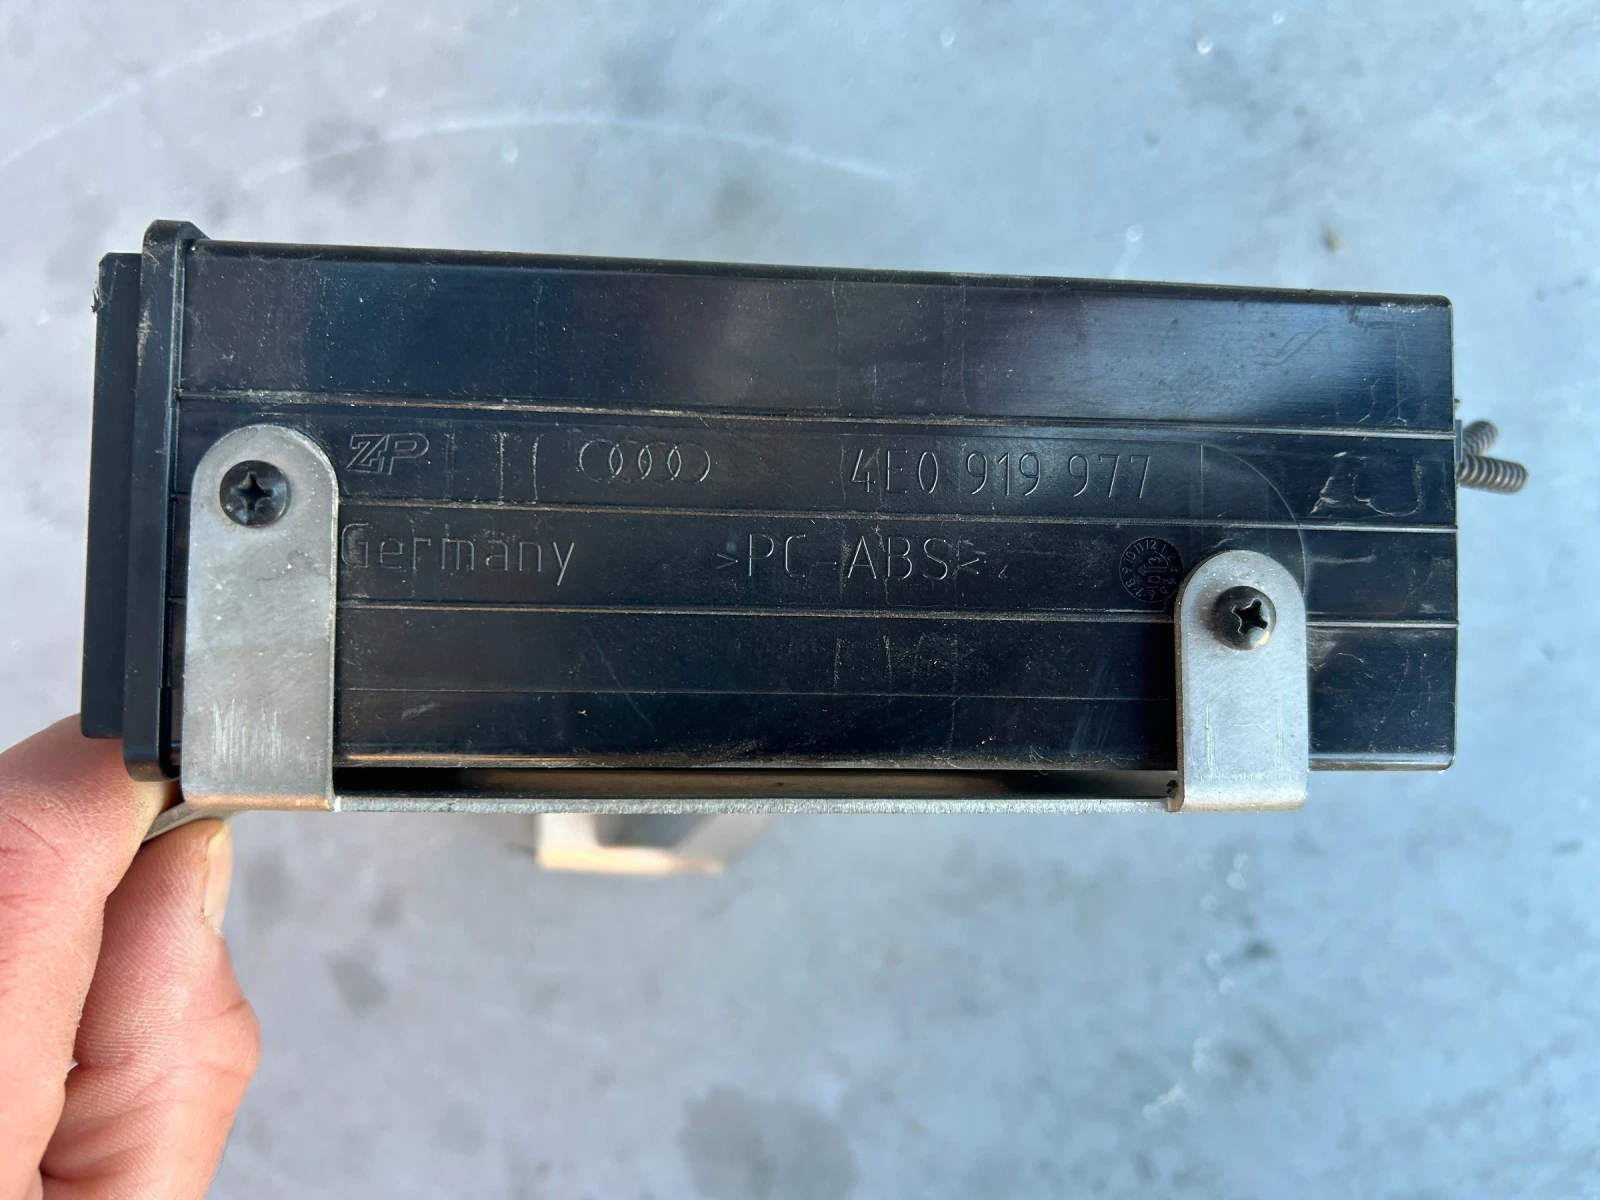 ZP 4E0 919 977
Germany >PC-ABS<